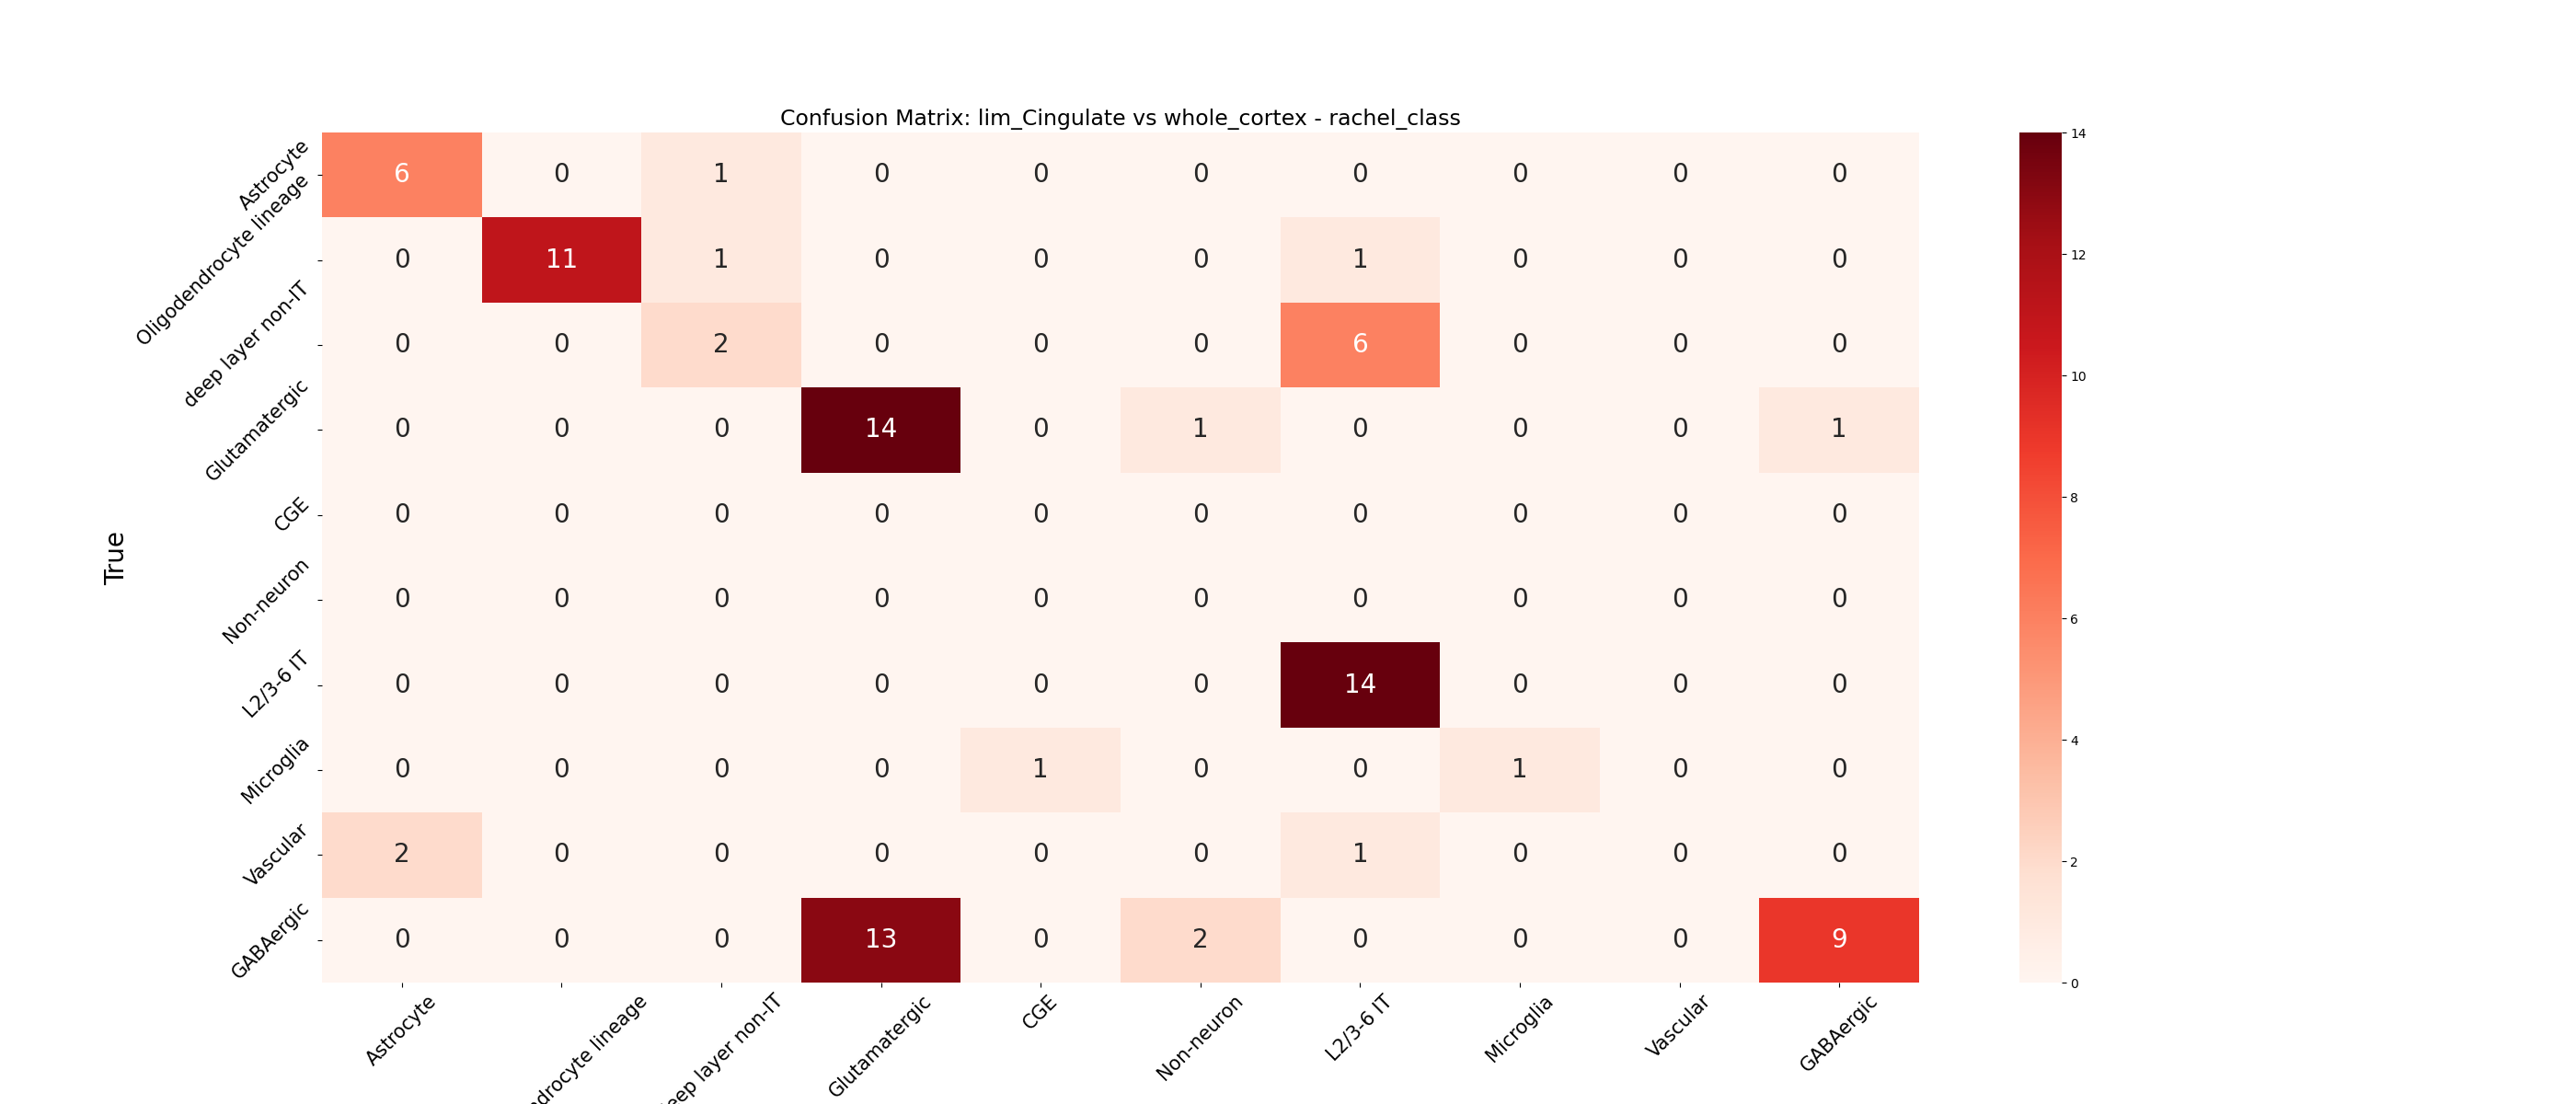 Confusion Matrix: lim_Cingulate vs whole_cortex - rachel_class
True
Astrocyte 6 0 1 0 0 0 0 0 0 0
Oligodendrocyte lineage 0 11 1 0 0 0 1 0 0 0
deep layer non-IT 0 0 2 0 0 0 6 0 0 0
Glutamatergic 0 0 0 14 0 1 0 0 0 1
CGE 0 0 0 0 0 0 0 0 0 0
Non-neuron 0 0 0 0 0 0 0 0 0 0
L2/3-6 IT 0 0 0 0 0 0 14 0 0 0
Microglia 0 0 0 0 1 0 0 1 0 0
Vascular 2 0 0 0 0 0 1 0 0 0
GABAergic 0 0 0 13 0 2 0 0 0 9
Astrocyte
ndrocyte lineage
eep layer non-IT
Glutamatergic
CGE
Non-neuron
L2/3-6 IT
Microglia
Vascular
GABAergic
14
12
10
8
6
4
2
0